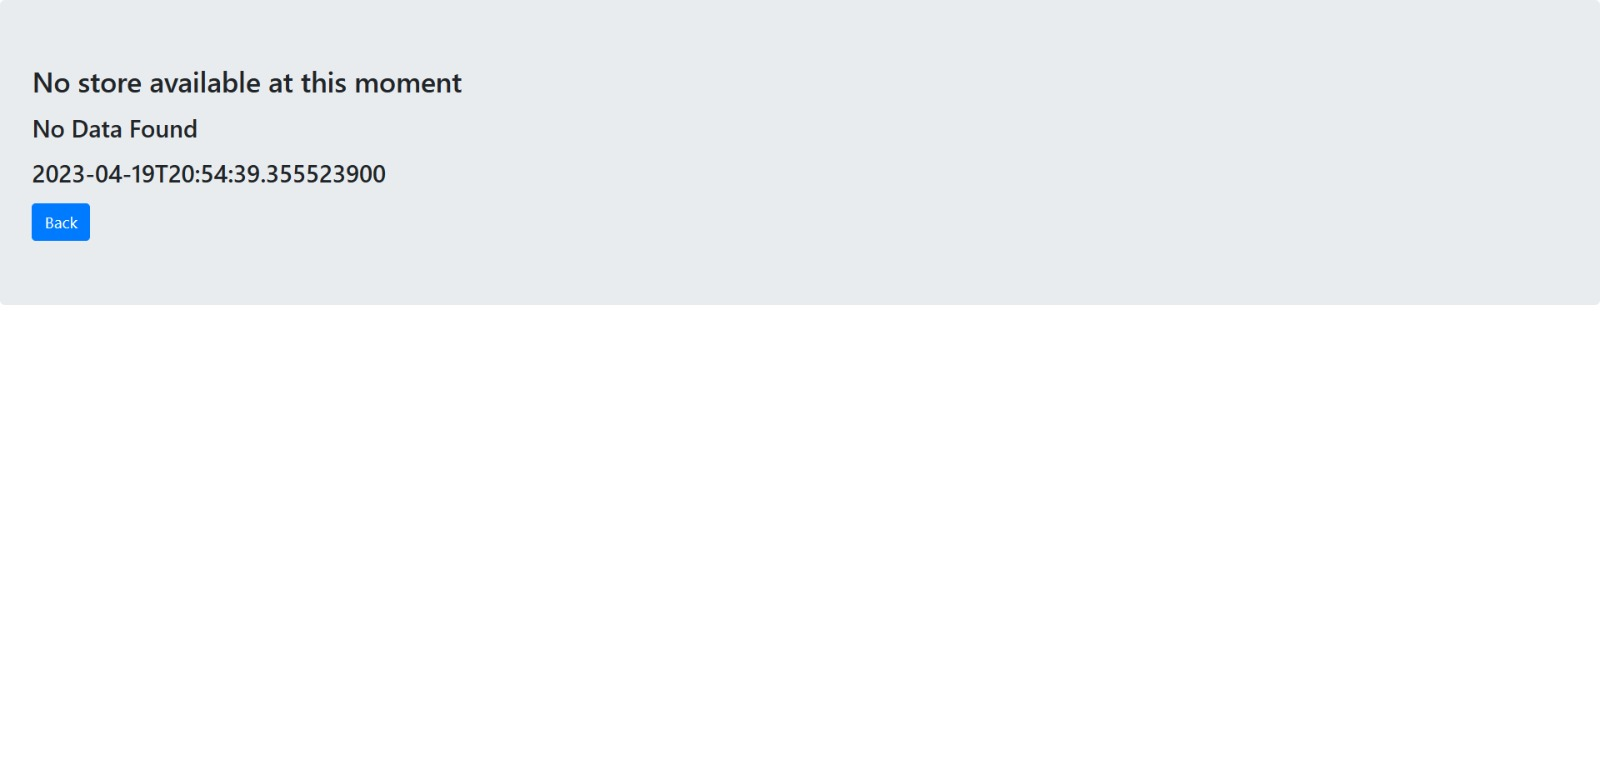 No store available at this moment
No Data Found
2023-04-19T20:54:39.355523900
Back